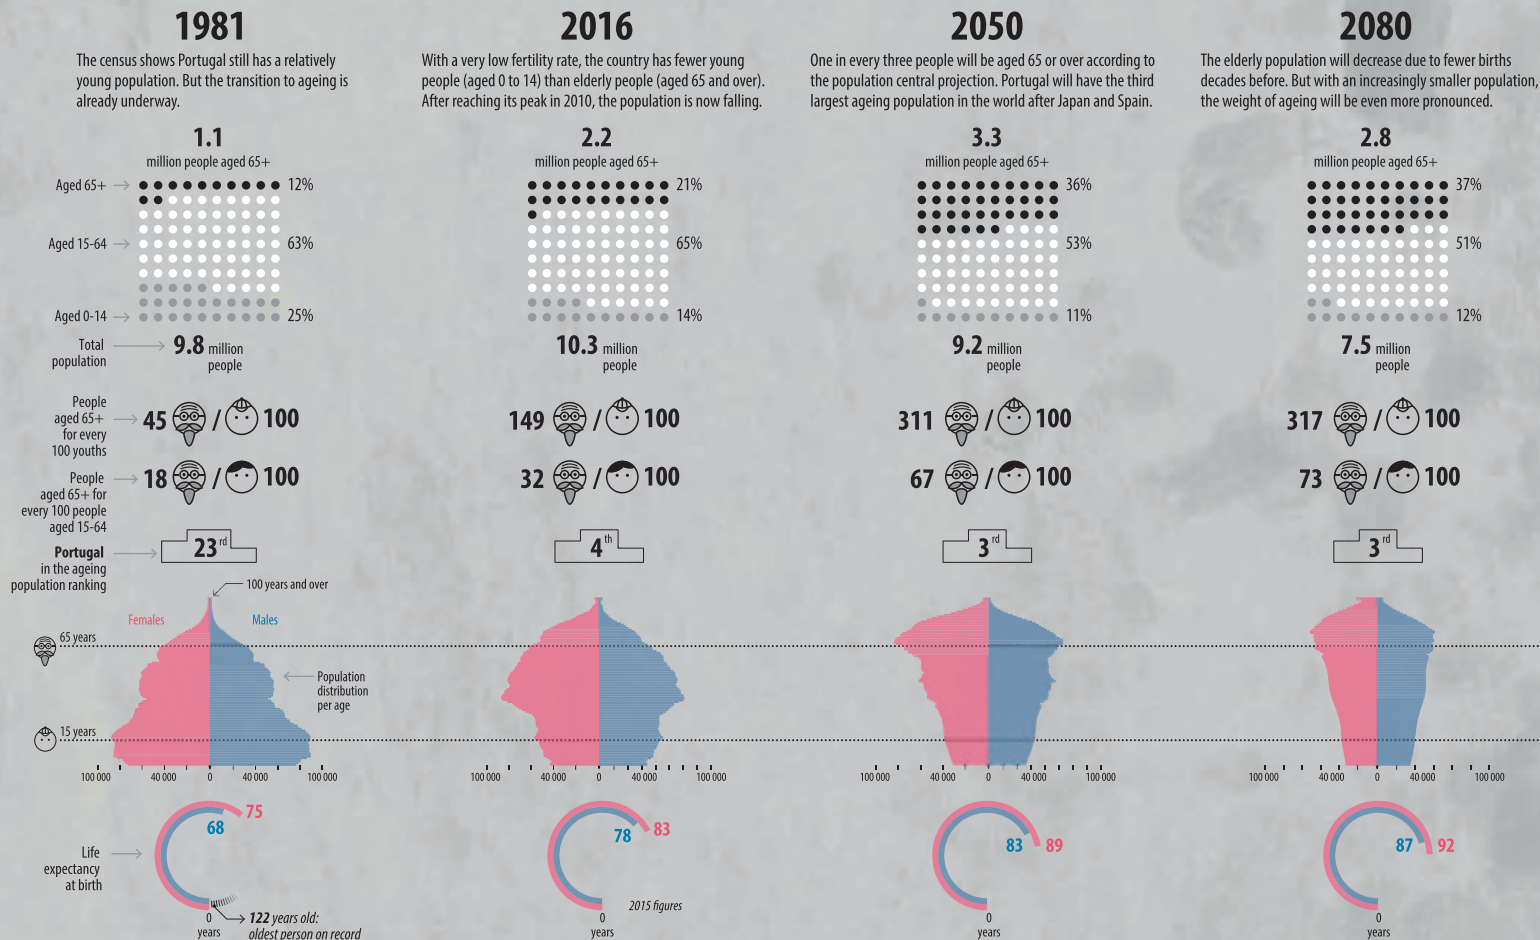 1981
The census shows Portugal still has a relatively
young population. But the transition to ageing is
already underway.
2016
With a very low fertility rate, the country has fewer young
people (aged 0 to 14) than elderly people (aged 65 and over).
After reaching its peak in 2010, the population is now falling.
2050
One in every three people will be aged 65 or over according to
the population central projection. Portugal will have the third
largest ageing population in the world after Japan and Spain.
2080
The elderly population will decrease due to fewer births
decades before. But with an increasingly smaller population,
the weight of ageing will be even more pronounced.
1.1
million people aged 65+
2.2
million people aged 65+
3.3
million people aged 65+
2.8
million people aged 65+
Aged 65+
12%
21%
36%
37%
Aged 15-64
63%
65%
53%
51%
Aged 0-14
25%
14%
11%
12%
Total
population
9.8 million
people
10.3 million
people
9.2 million
people
7.5 million
people
People
aged 65+
for every
100 youths
45 / 100
149 / 100
311 / 100
317 / 100
People
aged 65+ for
every 100 people
aged 15-64
18 / 100
32 / 100
67 / 100
73 / 100
Portugal
in the ageing
population ranking
23rd
4th
3rd
3rd
100 years and over
Females
Males
65 years
Population
distribution
per age
15 years
100 000 40 000 0 40 000 100 000
100 000 40 000 0 40 000 100 000
100 000 40 000 0 40 000 100 000
100 000 40 000 0 40 000 100 000
Life
expectancy
at birth
75
68
0
years
122 years old:
oldest person on record
83
78
2015 figures
0
years
83
89
0
years
87
92
0
years